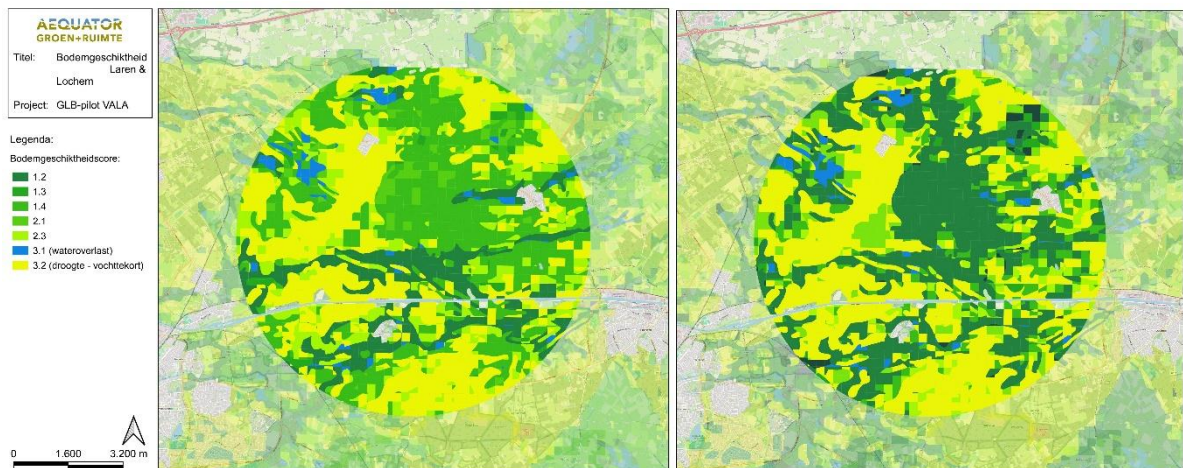 AEQUATOR
GROEN+RUIMTE
Titel: Bodemgeschiktheid
Laren &
Lochem
Project: GLB-pilot VALA
Legenda:
Bodemgeschiktheidscore:
1.2
1.3
1.4
2.1
2.3
3.1 (wateroverlast)
3.2 (droogte - vochttekort)
0 1.600 3.200 m